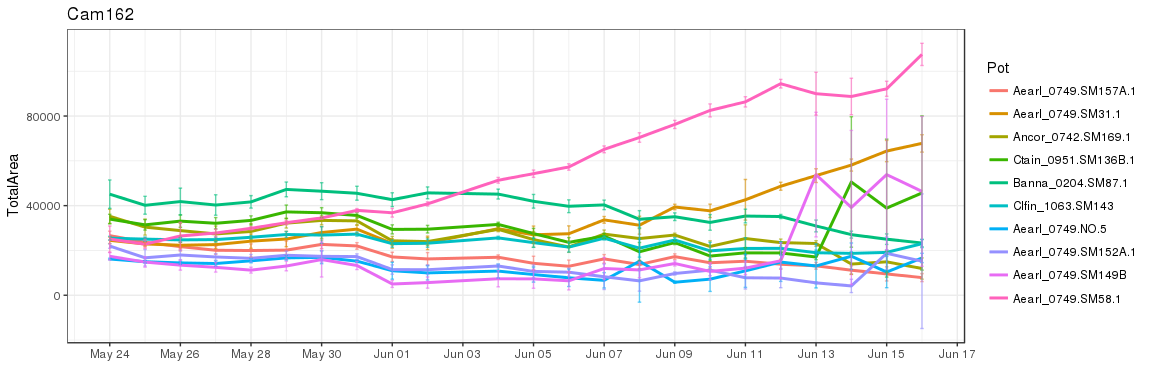 Cam162
TotalArea
80000
40000
0
May 24
May 26
May 28
May 30
Jun 01
Jun 03
Jun 05
Jun 07
Jun 09
Jun 11
Jun 13
Jun 15
Jun 17
Pot
Aearl_0749.SM157A.1
Aearl_0749.SM31.1
Ancor_0742.SM169.1
Ctain_0951.SM136B.1
Banna_0204.SM87.1
Clfin_1063.SM143
Aearl_0749.NO.5
Aearl_0749.SM152A.1
Aearl_0749.SM149B
Aearl_0749.SM58.1